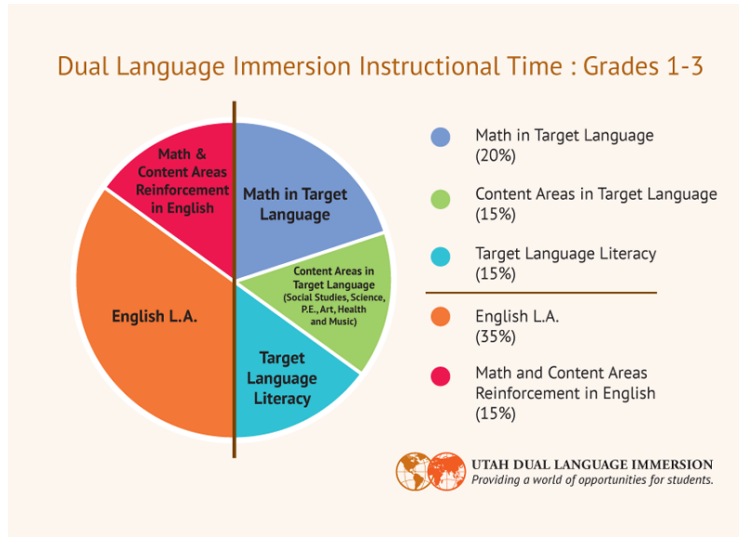 Dual Language Immersion Instructional Time : Grades 1-3
Math &
Content Areas
Reinforcement
in English
Math in Target
Language
Content Areas in
Target Language
(Social Studies, Science,
P.E., Art, Health
and Music)
English L.A.
Target
Language
Literacy
Math in Target Language
(20%)
Content Areas in Target Language
(15%)
Target Language Literacy
(15%)
English L.A.
(35%)
Math and Content Areas
Reinforcement in English
(15%)
UTAH DUAL LANGUAGE IMMERSION
Providing a world of opportunities for students.